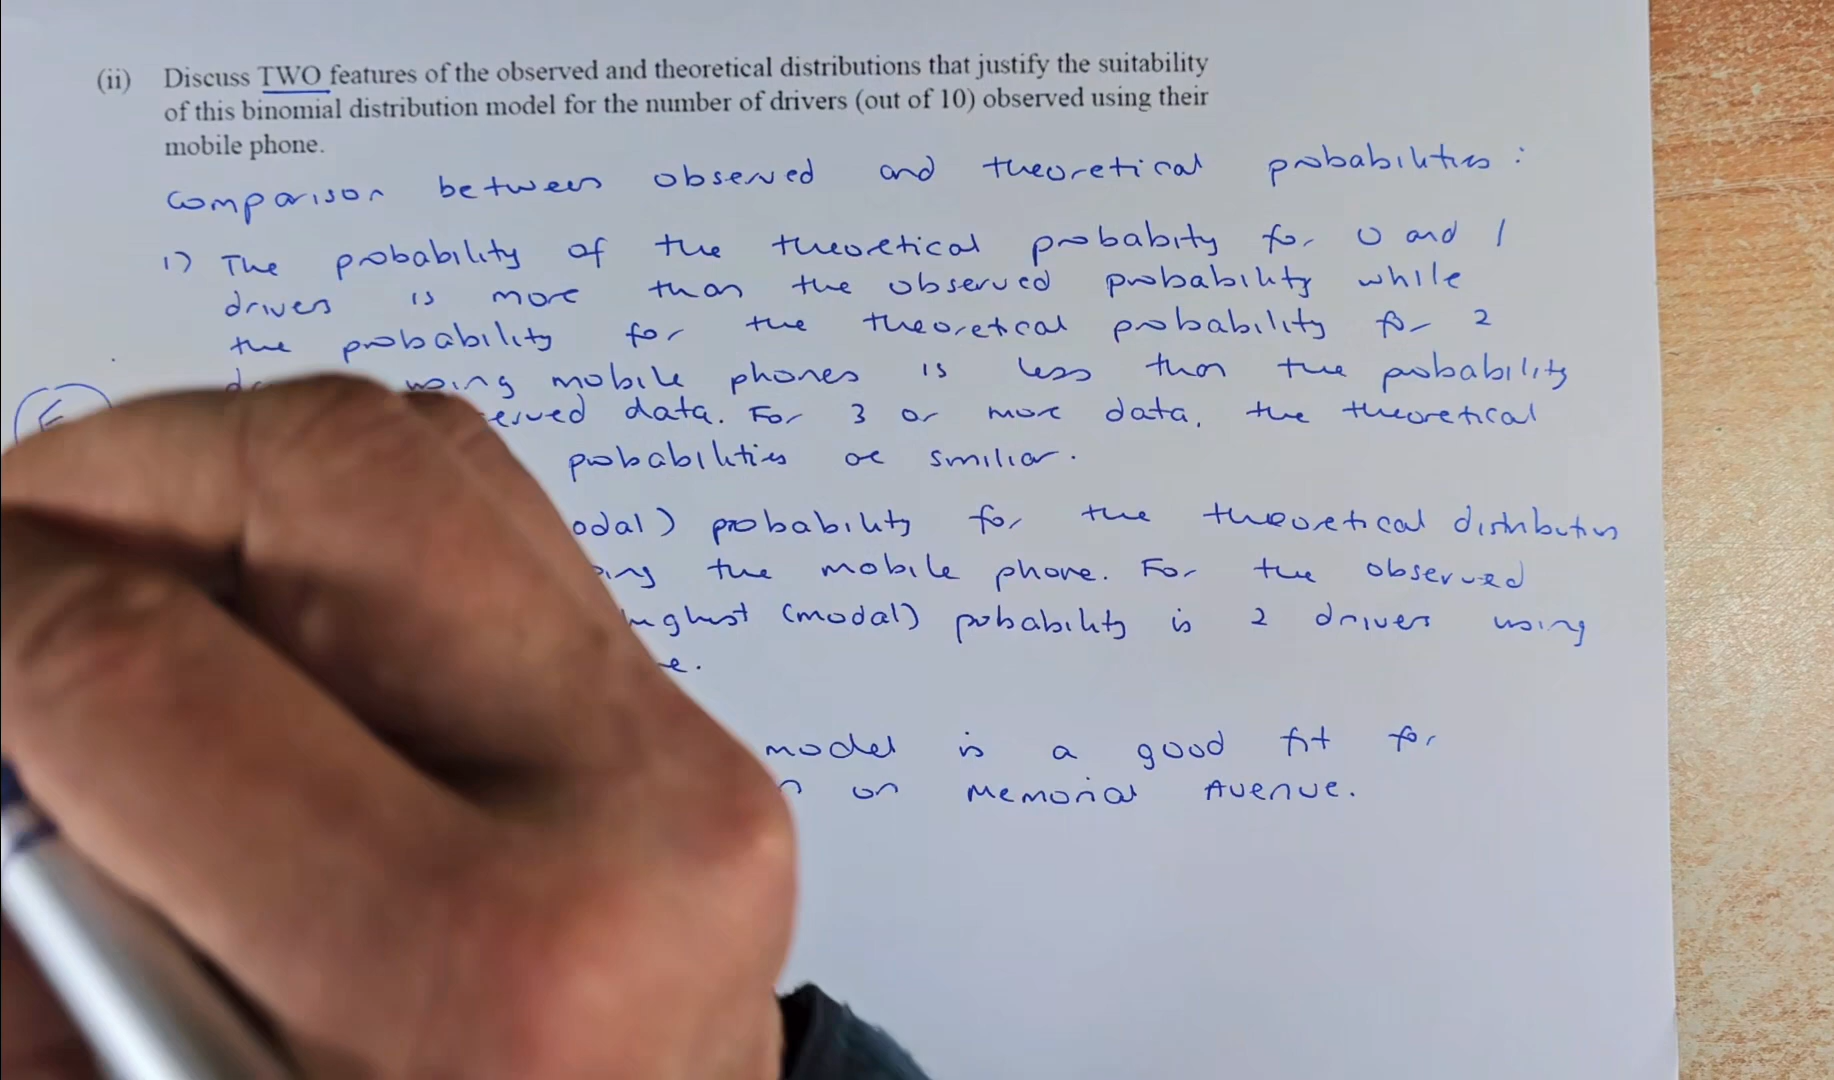 (ii) Discuss TWO features of the observed and theoretical distributions that justify the suitability
of this binomial distribution model for the number of drivers (out of 10) observed using their
mobile phone.
Comparison between observed and theoretical probabilities :
1) The probability of the theoretical probabity for 0 and 1
drivers is more than the observed probability while
the probability for the theoretical probability for 2
using mobile phones is less than the probability
data. For 3 or more data, the theoretical
probabilities are smiliar.
probability for the theoretical distribution
the mobile phone. For the observed
(modal) probability is 2 drivers using
model is a good fit for
on Memorial Avenue.